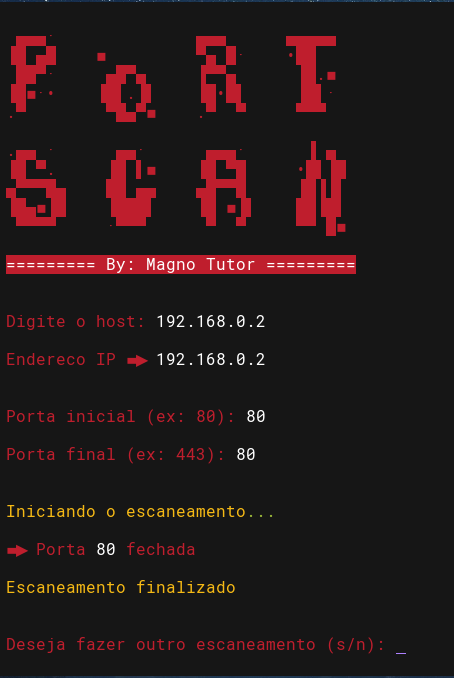 PORT
SCAN
========= By: Magno Tutor =========
Digite o host: 192.168.0.2
Endereco IP ➨ 192.168.0.2
Porta inicial (ex: 80): 80
Porta final (ex: 443): 80
Iniciando o escaneamento...
➨ Porta 80 fechada
Escaneamento finalizado
Deseja fazer outro escaneamento (s/n): _